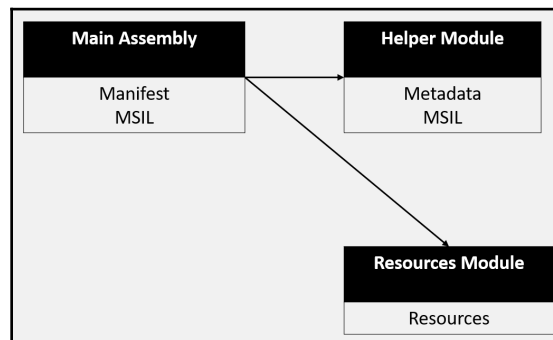 Main Assembly
Manifest
MSIL
Helper Module
Metadata
MSIL
Resources Module
Resources